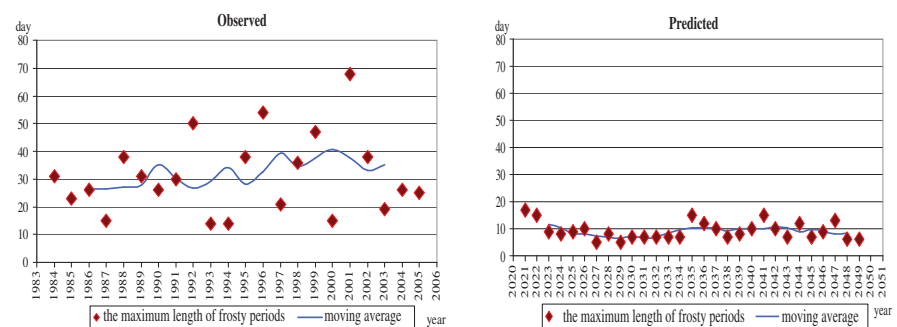 Observed
day
80
70
60
50
40
30
20
10
0
1983 1984 1985 1986 1987 1988 1989 1990 1991 1992 1993 1994 1995 1996 1997 1998 1999 2000 2001 2002 2003 2004 2005 2006
the maximum length of frosty periods moving average year
Predicted
day
80
70
60
50
40
30
20
10
0
2020 2021 2022 2023 2024 2025 2026 2027 2028 2029 2030 2031 2032 2033 2034 2035 2036 2037 2038 2039 2040 2041 2042 2043 2044 2045 2046 2047 2048 2049 2050 2051
the maximum length of frosty periods moving average year